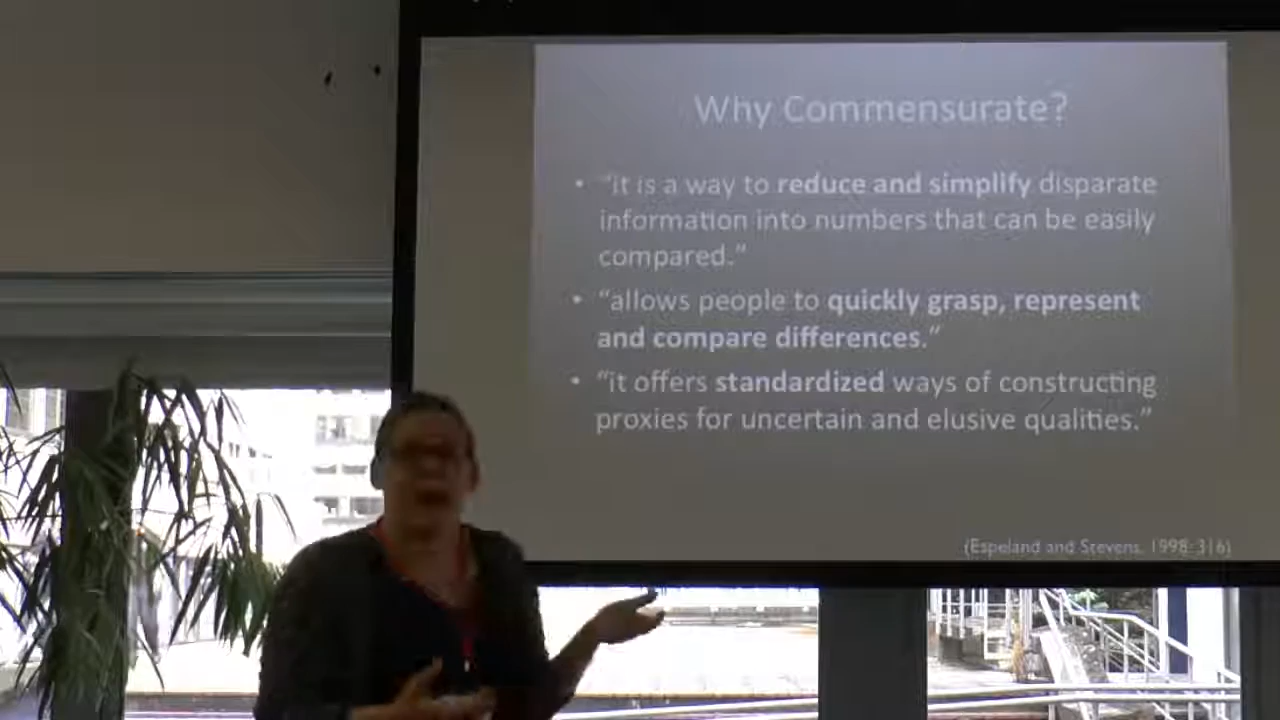 Why Commensurate?
• "it is a way to reduce and simplify disparate
information into numbers that can be easily
compared."
• "allows people to quickly grasp, represent
and compare differences."
• "it offers standardized ways of constructing
proxies for uncertain and elusive qualities."
(Espeland and Stevens, 1998: 316)